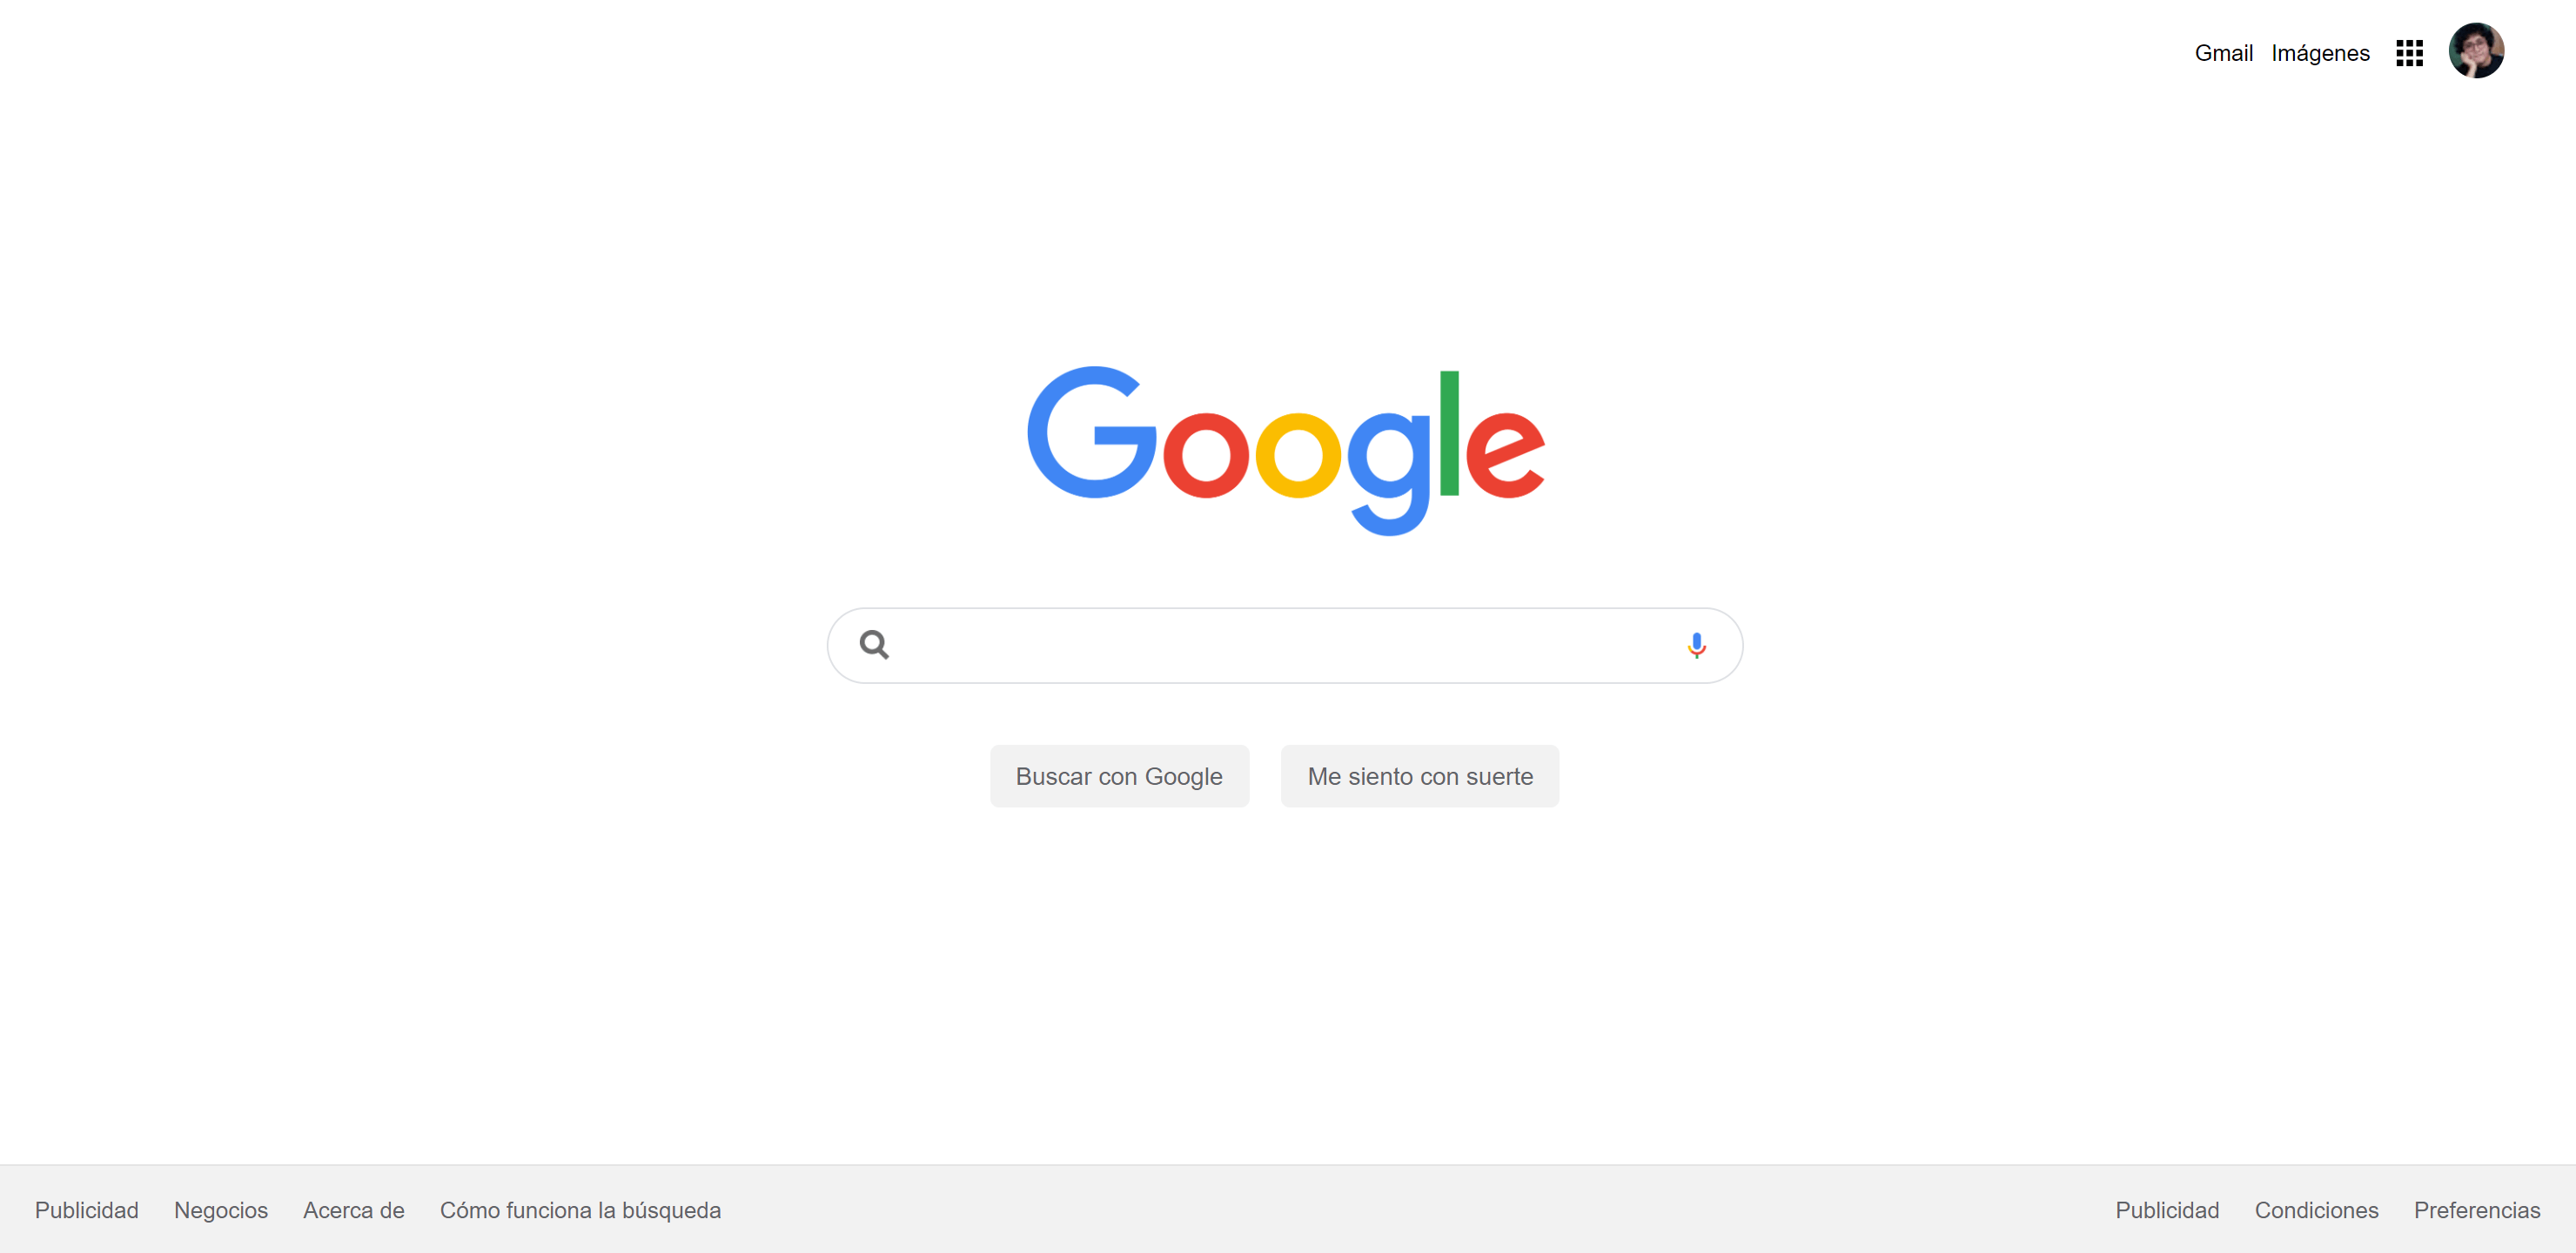 Gmail Imágenes
Google
Buscar con Google Me siento con suerte
Publicidad Negocios Acerca de Cómo funciona la búsqueda Publicidad Condiciones Preferencias